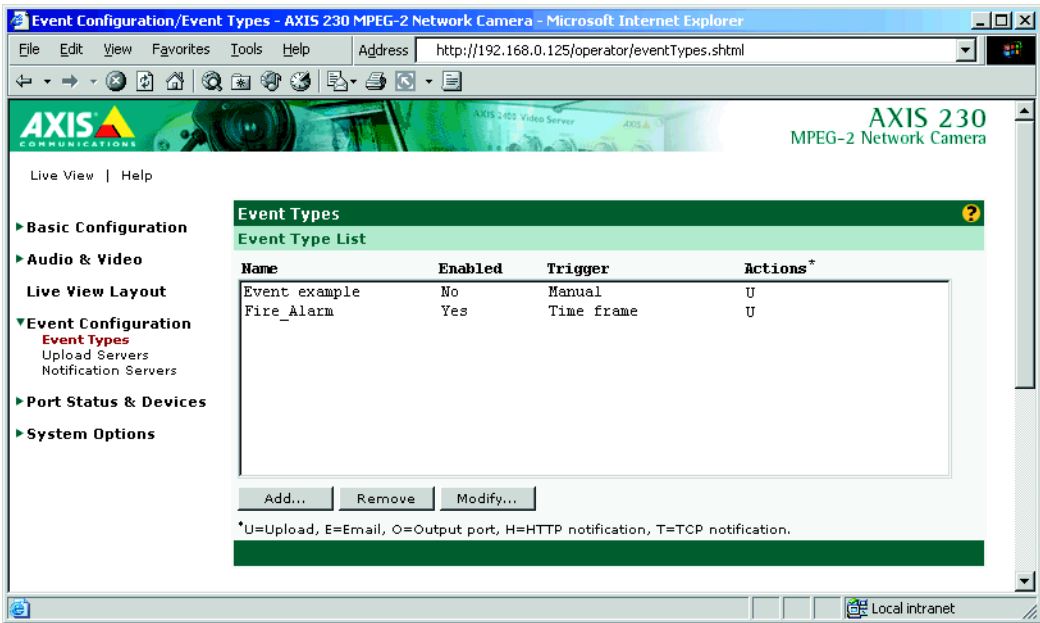 Event Configuration/Event Types - AXIS 230 MPEG-2 Network Camera - Microsoft Internet Explorer
File Edit View Favorites Tools Help Address http://192.168.0.125/operator/eventTypes.shtml
AXIS
COMMUNICATIONS
AXIS 2400 Video Server
AXIS 230
MPEG-2 Network Camera
Live View | Help
Basic Configuration
Audio & Video
Live View Layout
Event Configuration
Event Types
Upload Servers
Notification Servers
Port Status & Devices
System Options
Event Types ?
Event Type List
Name Enabled Trigger Actions*
Event example No Manual U
Fire_Alarm Yes Time frame U
Add... Remove Modify...
*U=Upload, E=Email, O=Output port, H=HTTP notification, T=TCP notification.
Local intranet